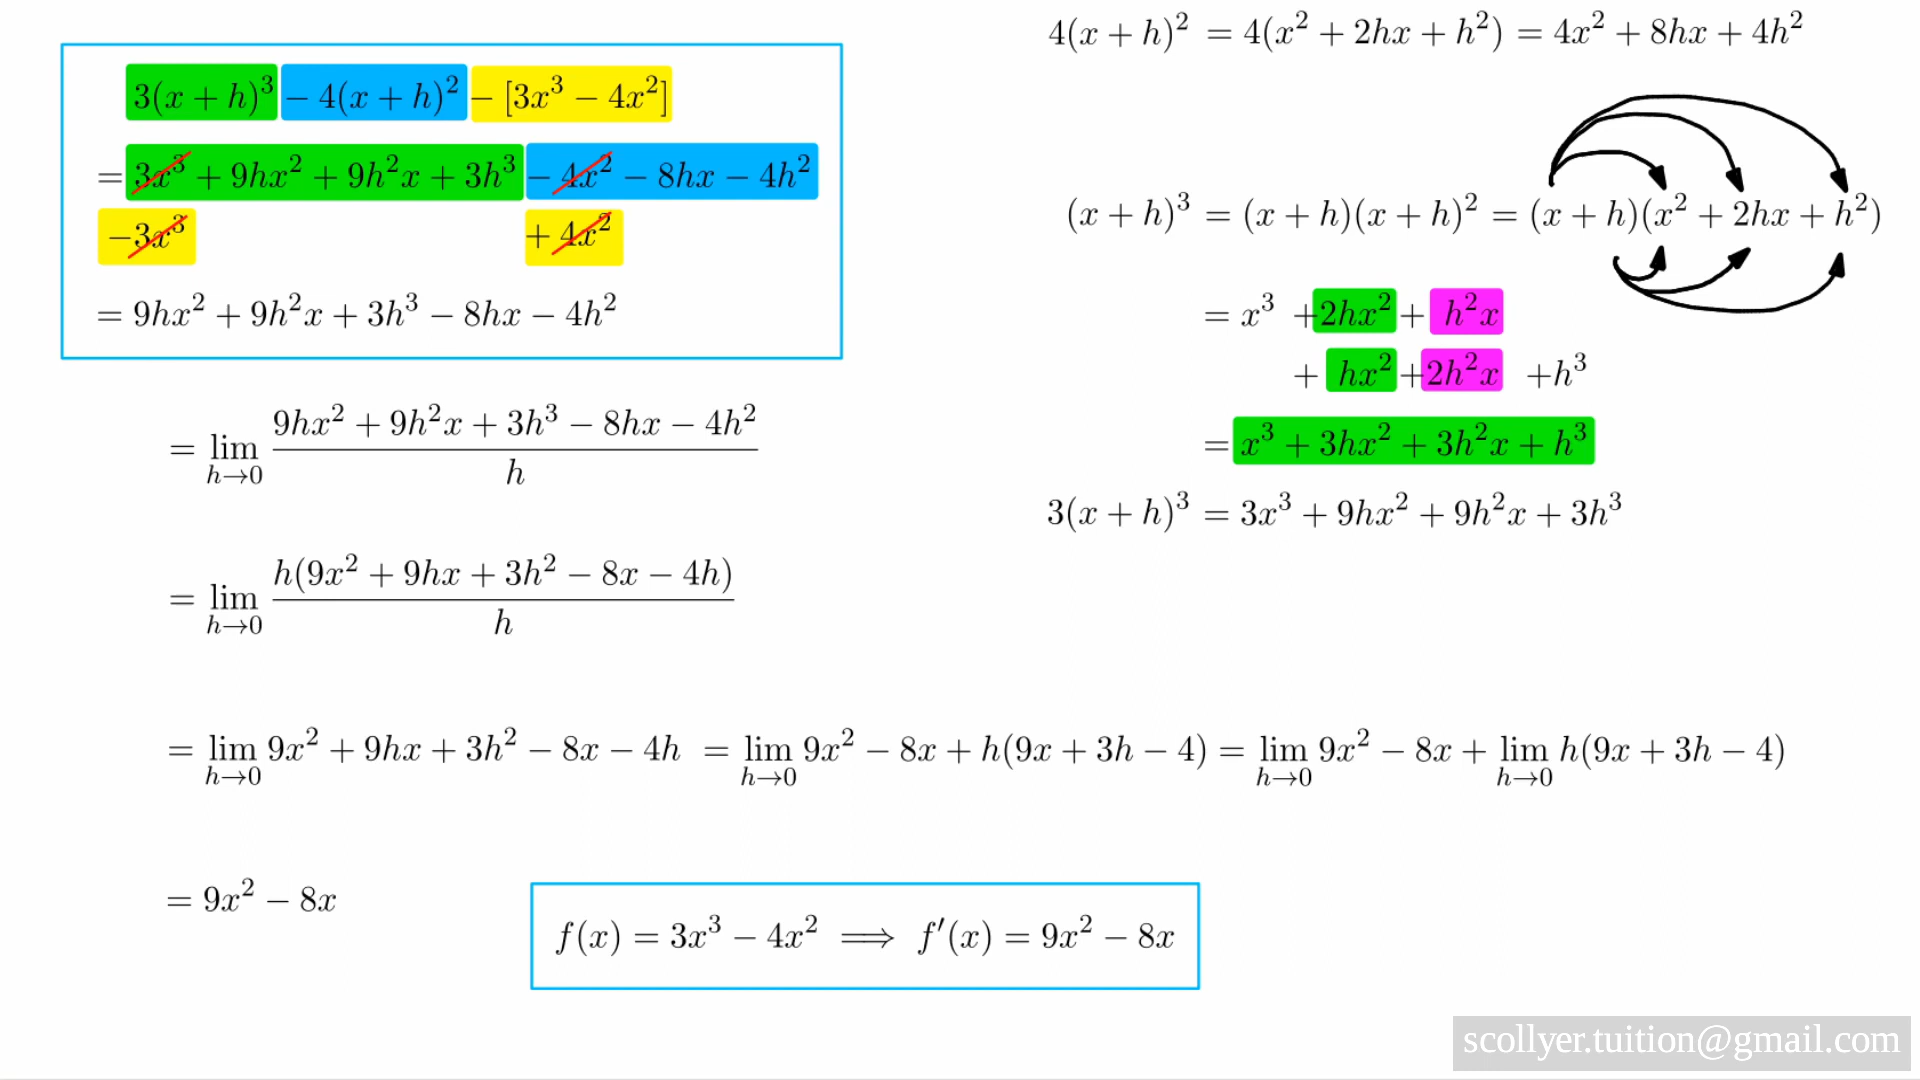 3(x + h)³ − 4(x + h)² − [3x³ − 4x²]
= 3x³ + 9hx² + 9h²x + 3h³ − 4x² − 8hx − 4h²
−3x³ + 4x²
= 9hx² + 9h²x + 3h³ − 8hx − 4h²
= lim h→0 (9hx² + 9h²x + 3h³ − 8hx − 4h²) / h
= lim h→0 h(9x² + 9hx + 3h² − 8x − 4h) / h
4(x + h)² = 4(x² + 2hx + h²) = 4x² + 8hx + 4h²
(x + h)³ = (x + h)(x + h)² = (x + h)(x² + 2hx + h²)
= x³ +2hx² + h²x
+ hx² +2h²x +h³
= x³ + 3hx² + 3h²x + h³
3(x + h)³ = 3x³ + 9hx² + 9h²x + 3h³
= lim h→0 9x² + 9hx + 3h² − 8x − 4h = lim h→0 9x² − 8x + h(9x + 3h − 4) = lim h→0 9x² − 8x + lim h→0 h(9x + 3h − 4)
= 9x² − 8x
f(x) = 3x³ − 4x² ⟹ f′(x) = 9x² − 8x
scollyer.tuition@gmail.com